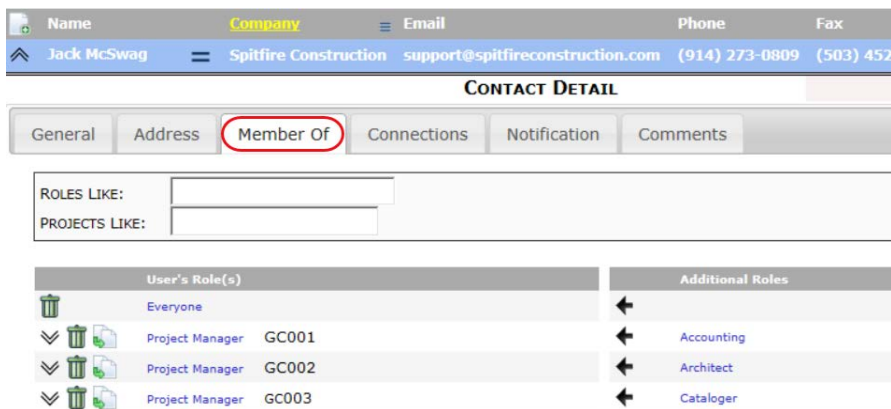 Name Company Email Phone Fax
Jack McSwag Spitfire Construction support@spitfireconstruction.com (914) 273-0809 (503) 452
CONTACT DETAIL
General Address Member Of Connections Notification Comments
ROLES LIKE:
PROJECTS LIKE:
User's Role(s) Additional Roles
Everyone
Project Manager GC001 Accounting
Project Manager GC002 Architect
Project Manager GC003 Cataloger